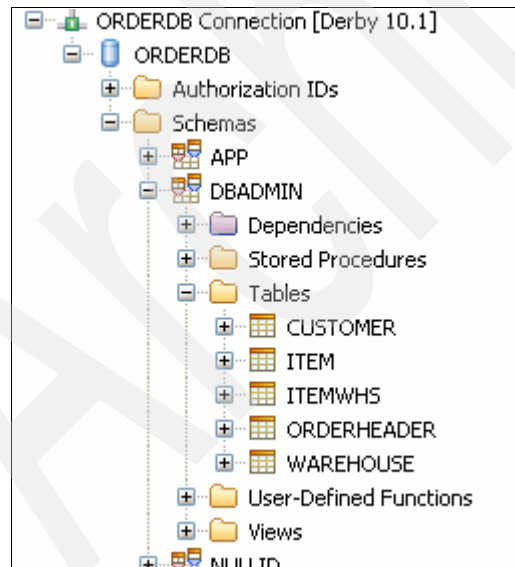 ORDERDB Connection [Derby 10.1]
ORDERDB
Authorization IDs
Schemas
APP
DBADMIN
Dependencies
Stored Procedures
Tables
CUSTOMER
ITEM
ITEMWHS
ORDERHEADER
WAREHOUSE
User-Defined Functions
Views
NULLID